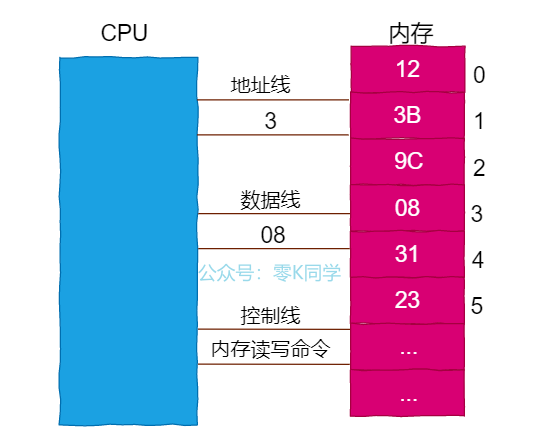 CPU
内存
地址线
3
数据线
08
公众号：零K同学
控制线
内存读写命令
12 0
3B 1
9C 2
08 3
31 4
23 5
...
...